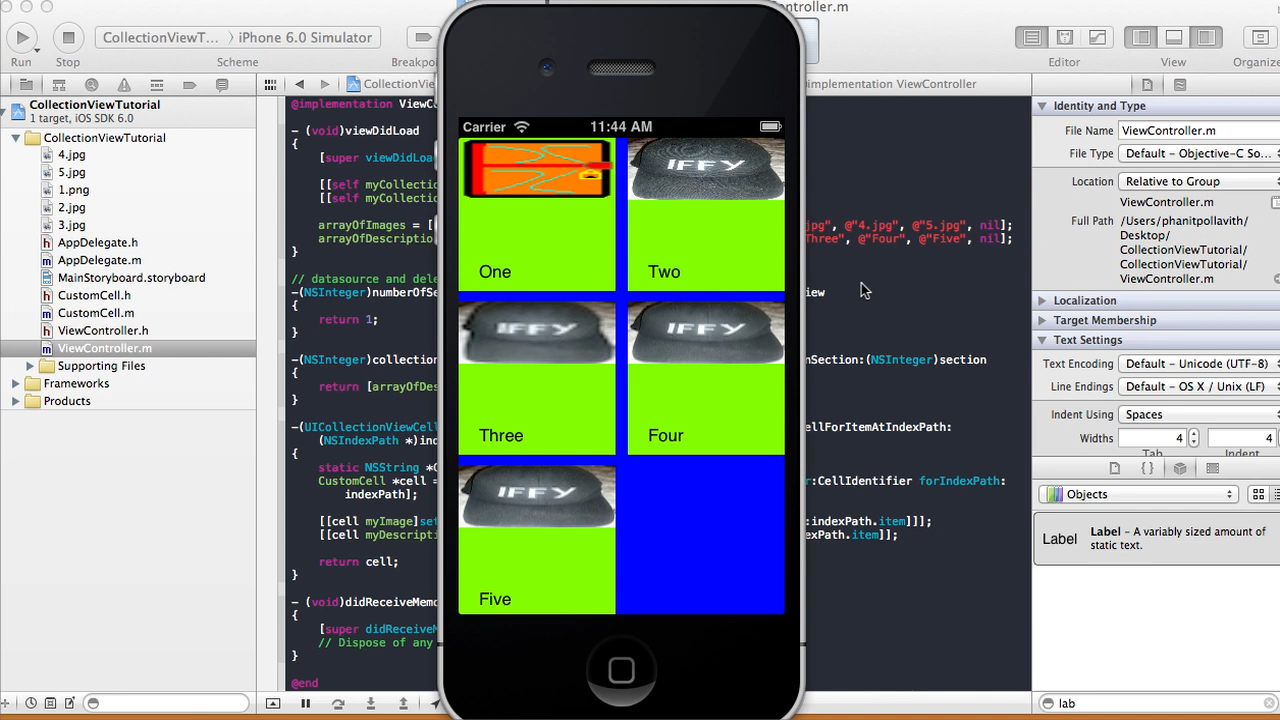 Controller.m
CollectionViewT... iPhone 6.0 Simulator
Run Stop Scheme Breakpo Editor View Organize
CollectionView
@implementation ViewController
CollectionViewTutorial
1 target, iOS SDK 6.0
CollectionViewTutorial
4.jpg
5.jpg
1.png
2.jpg
3.jpg
AppDelegate.h
AppDelegate.m
MainStoryboard.storyboard
CustomCell.h
CustomCell.m
ViewController.h
ViewController.m
Supporting Files
Frameworks
Products
@implementation ViewC
- (void)viewDidLoad
{
[super viewDidLoa
[[self myCollectio
[[self myCollectio
arrayOfImages = [ jpg", @"4.jpg", @"5.jpg", nil];
arrayOfDescriptio Three", @"Four", @"Five", nil];
}
// datasource and dele
-(NSInteger)numberOfSe iew
{
return 1;
}
-(NSInteger)collection nSection:(NSInteger)section
{
return [arrayOfDes
}
-(UICollectionViewCell ellForItemAtIndexPath:
(NSIndexPath *)ind
{
static NSString *C
CustomCell *cell = r:CellIdentifier forIndexPath:
indexPath];
[[cell myImage]set :indexPath.item]]];
[[cell myDescripti exPath.item]];
return cell;
}
- (void)didReceiveMemo
{
[super didReceiveM
// Dispose of any
}
@end
Carrier 11:44 AM
IFFY
One Two
IFFY IFFY
Three Four
IFFY
Five
Identity and Type
File Name ViewController.m
File Type Default - Objective-C So...
Location Relative to Group
ViewController.m
Full Path /Users/phanitpollavith/
Desktop/
CollectionViewTutorial/
CollectionViewTutorial/
ViewController.m
Localization
Target Membership
Text Settings
Text Encoding Default - Unicode (UTF-8)
Line Endings Default - OS X / Unix (LF)
Indent Using Spaces
Widths 4 4
Tab Indent
Objects
Label Label - A variably sized amount of
static text.
lab